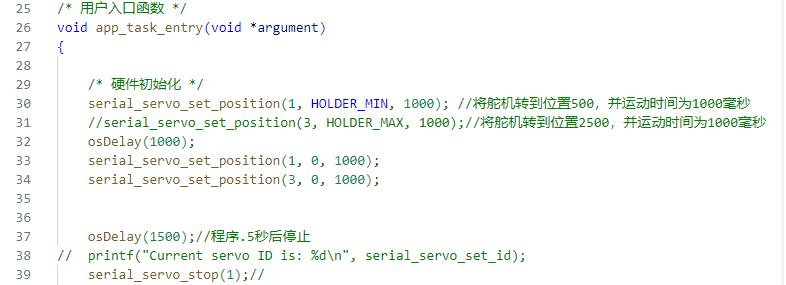 25 /* 用户入口函数 */
26 void app_task_entry(void *argument)
27 {
28
29 /* 硬件初始化 */
30 serial_servo_set_position(1, HOLDER_MIN, 1000); //将舵机转到位置500，并运动时间为1000毫秒
31 //serial_servo_set_position(3, HOLDER_MAX, 1000);//将舵机转到位置2500，并运动时间为1000毫秒
32 osDelay(1000);
33 serial_servo_set_position(1, 0, 1000);
34 serial_servo_set_position(3, 0, 1000);
35
36
37 osDelay(1500);//程序.5秒后停止
38 // printf("Current servo ID is: %d\n", serial_servo_set_id);
39 serial_servo_stop(1);//